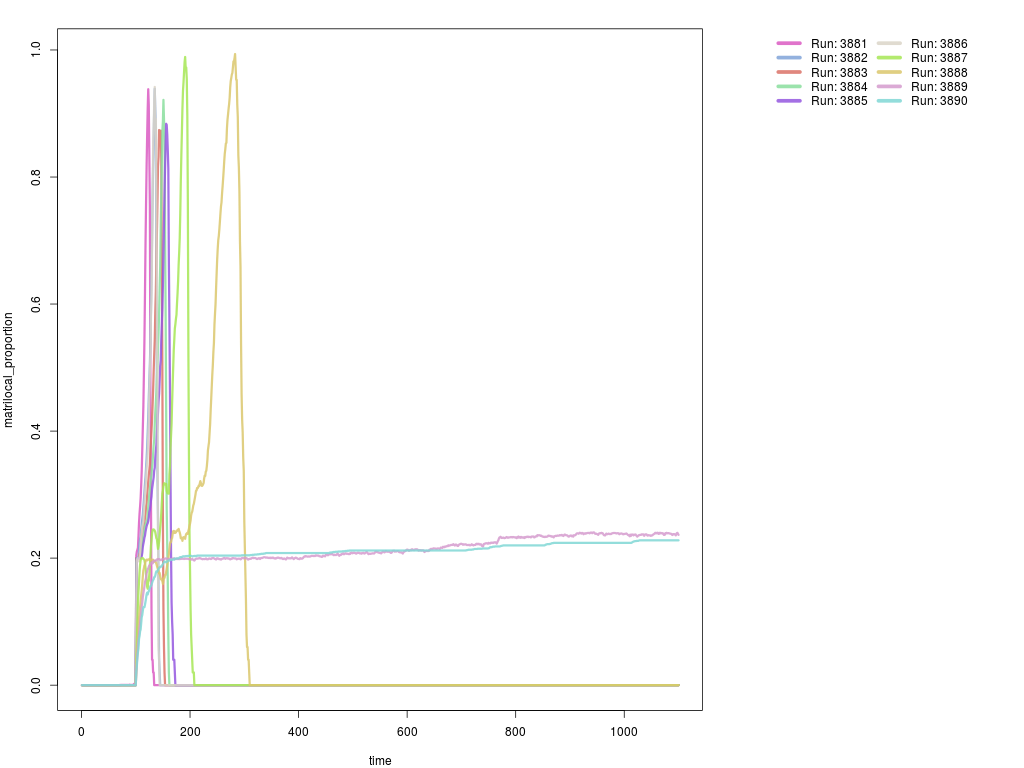 Run: 3881 Run: 3886
Run: 3882 Run: 3887
Run: 3883 Run: 3888
Run: 3884 Run: 3889
Run: 3885 Run: 3890
matrilocal_proportion
1.0
0.8
0.6
0.4
0.2
0.0
0 200 400 600 800 1000
time